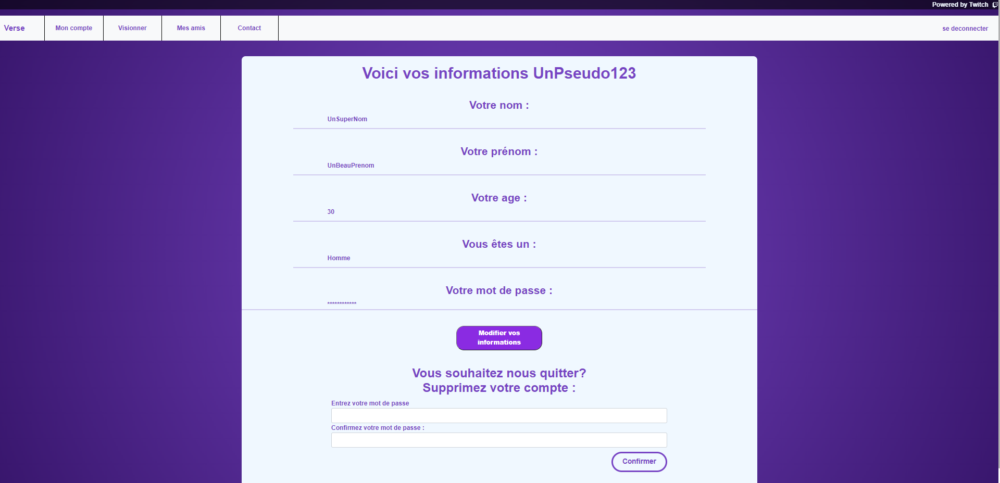 Powered by Twitch
Verse
Mon compte
Visionner
Mes amis
Contact
se deconnecter
Voici vos informations UnPseudo123
Votre nom :
UnSuperNom
Votre prénom :
UnBeauPrenom
Votre age :
30
Vous êtes un :
Homme
Votre mot de passe :
************
Modifier vos
informations
Vous souhaitez nous quitter?
Supprimez votre compte :
Entrez votre mot de passe
Confirmez votre mot de passe :
Confirmer